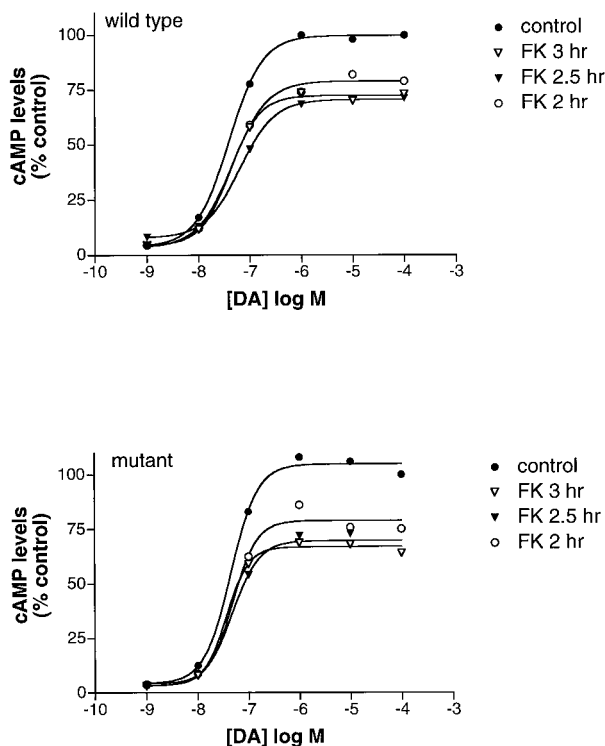 wild type
control
FK 3 hr
FK 2.5 hr
FK 2 hr
cAMP levels
(% control)
100
75
50
25
0
-10 -9 -8 -7 -6 -5 -4 -3
[DA] log M
mutant
control
FK 3 hr
FK 2.5 hr
FK 2 hr
cAMP levels
(% control)
100
75
50
25
0
-10 -9 -8 -7 -6 -5 -4 -3
[DA] log M